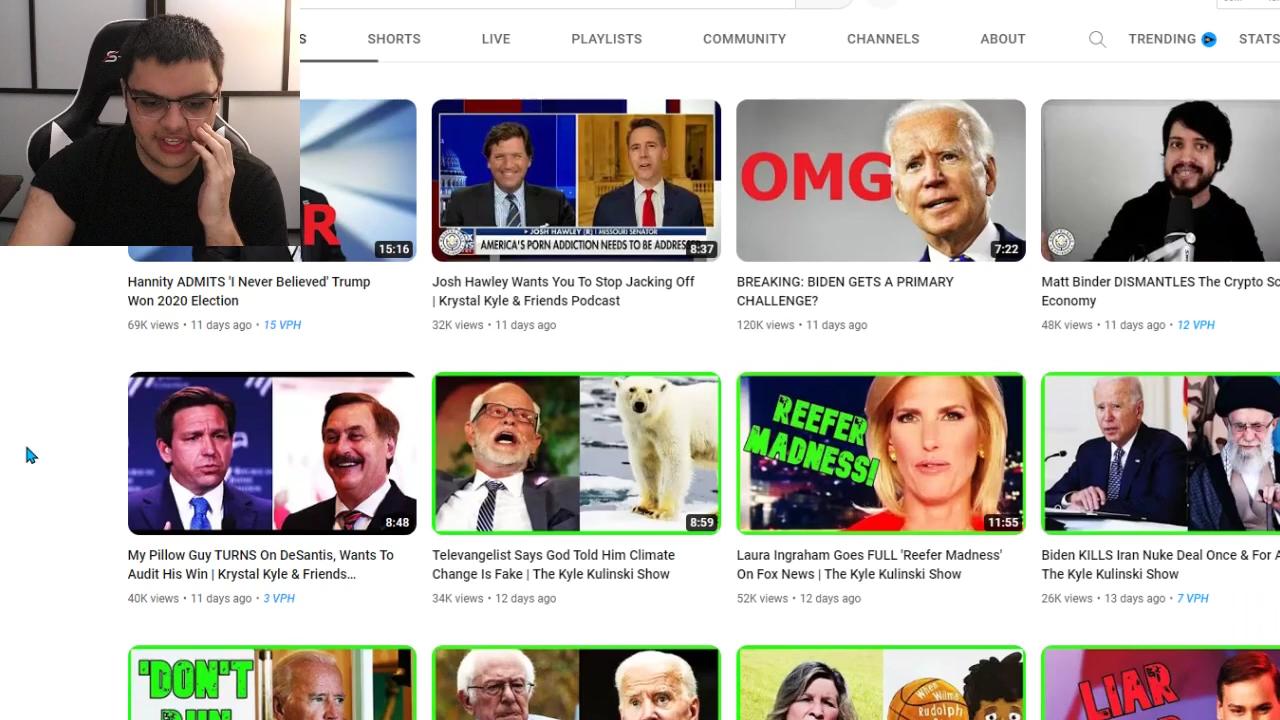 S SHORTS LIVE PLAYLISTS COMMUNITY CHANNELS ABOUT TRENDING STATS
R
15:16
JOSH HAWLEY (R) | MISSOURI SENATOR
AMERICA'S PORN ADDICTION NEEDS TO BE
8:37
OMG
7:22
Hannity ADMITS 'I Never Believed' Trump
Won 2020 Election
69K views • 11 days ago • 15 VPH
Josh Hawley Wants You To Stop Jacking Off
| Krystal Kyle & Friends Podcast
32K views • 11 days ago
BREAKING: BIDEN GETS A PRIMARY
CHALLENGE?
120K views • 11 days ago
Matt Binder DISMANTLES The Crypto Sc
Economy
48K views • 11 days ago • 12 VPH
8:48
8:59
REEFER
MADNESS!
11:55
My Pillow Guy TURNS On DeSantis, Wants To
Audit His Win | Krystal Kyle & Friends...
40K views • 11 days ago • 3 VPH
Televangelist Says God Told Him Climate
Change Is Fake | The Kyle Kulinski Show
34K views • 12 days ago
Laura Ingraham Goes FULL 'Reefer Madness'
On Fox News | The Kyle Kulinski Show
52K views • 12 days ago
Biden KILLS Iran Nuke Deal Once & For A
The Kyle Kulinski Show
26K views • 13 days ago • 7 VPH
'DON'T
RUN
When Wilma
Rudolph
LIAR